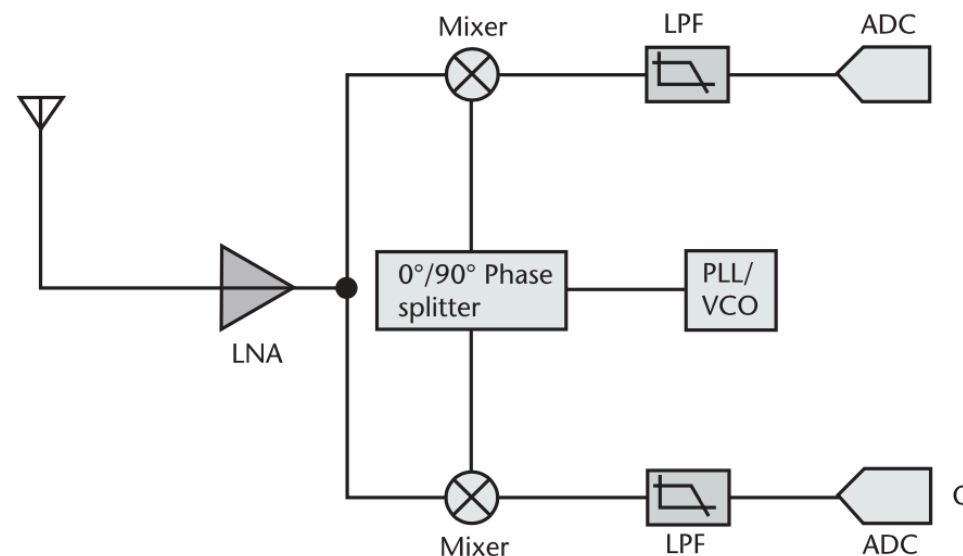 Mixer
LPF
ADC
0°/90° Phase
splitter
PLL/
VCO
LNA
Mixer
LPF
ADC